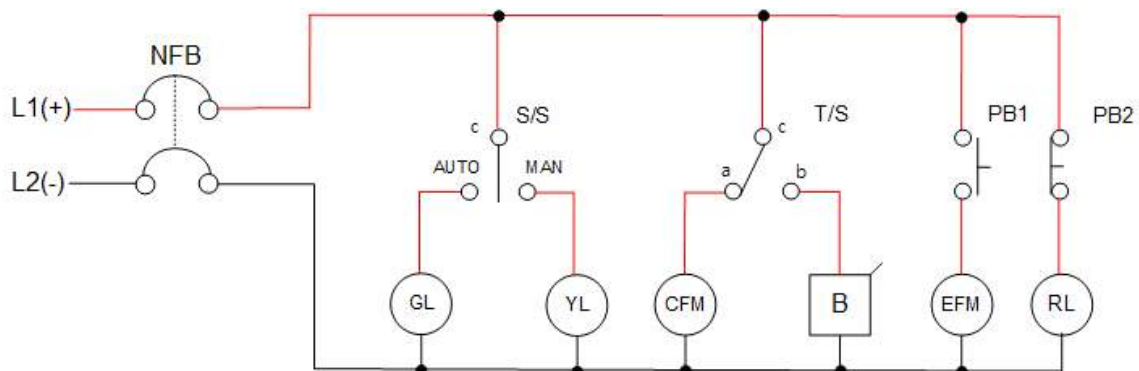 NFB
L1(+)
S/S
T/S
PB1
PB2
c
c
AUTO
MAN
a
b
L2(-)
GL
YL
CFM
B
EFM
RL